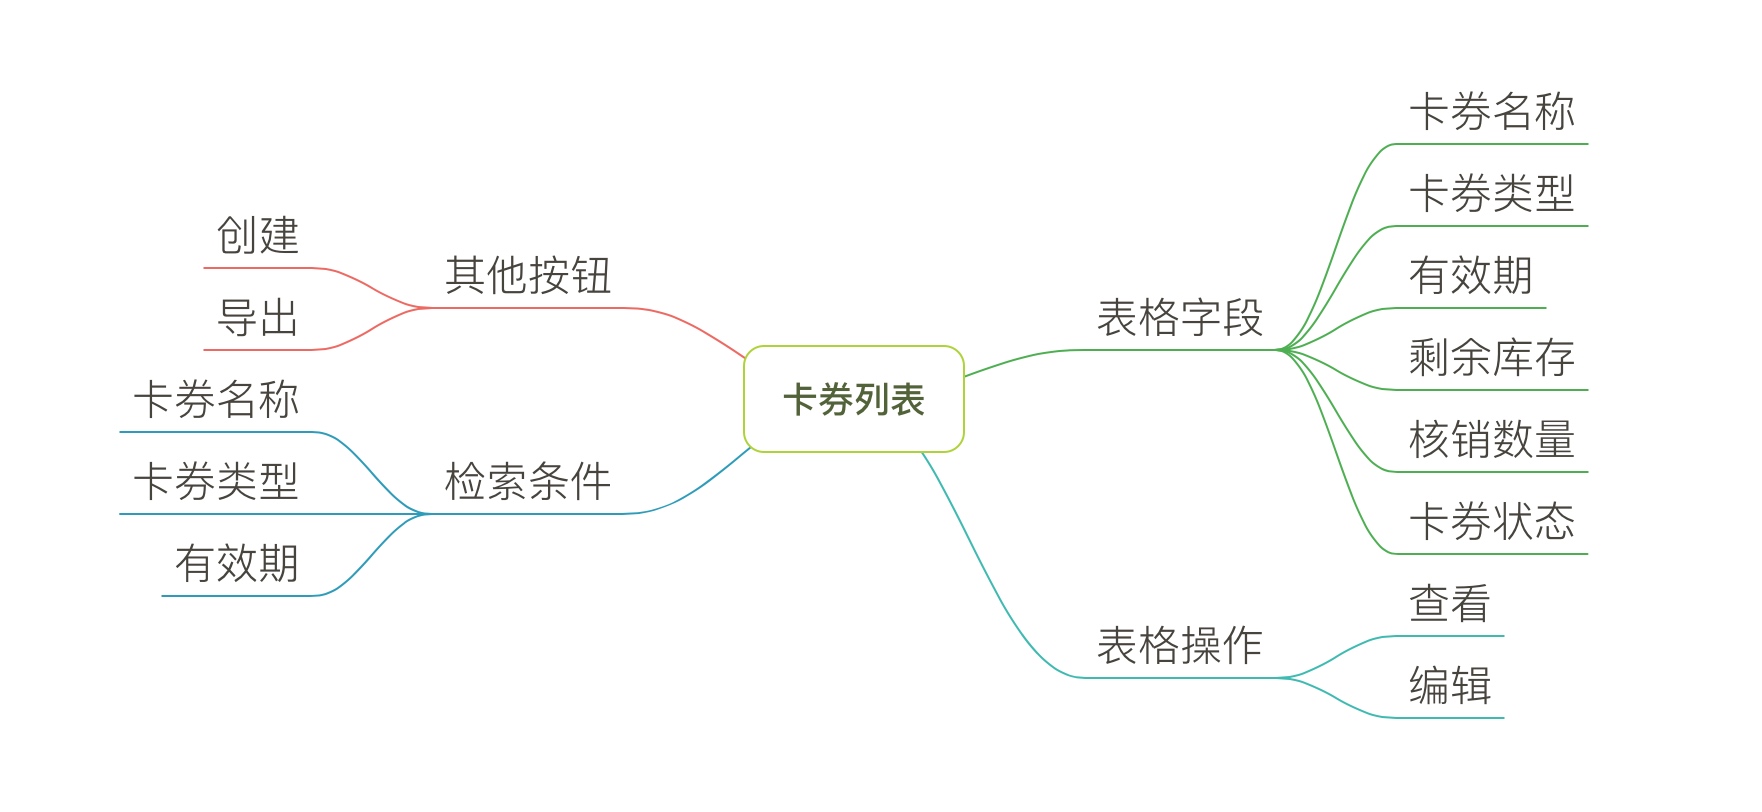 卡券列表
表格字段
卡券名称
卡券类型
有效期
剩余库存
核销数量
卡券状态
表格操作
查看
编辑
其他按钮
创建
导出
检索条件
卡券名称
卡券类型
有效期